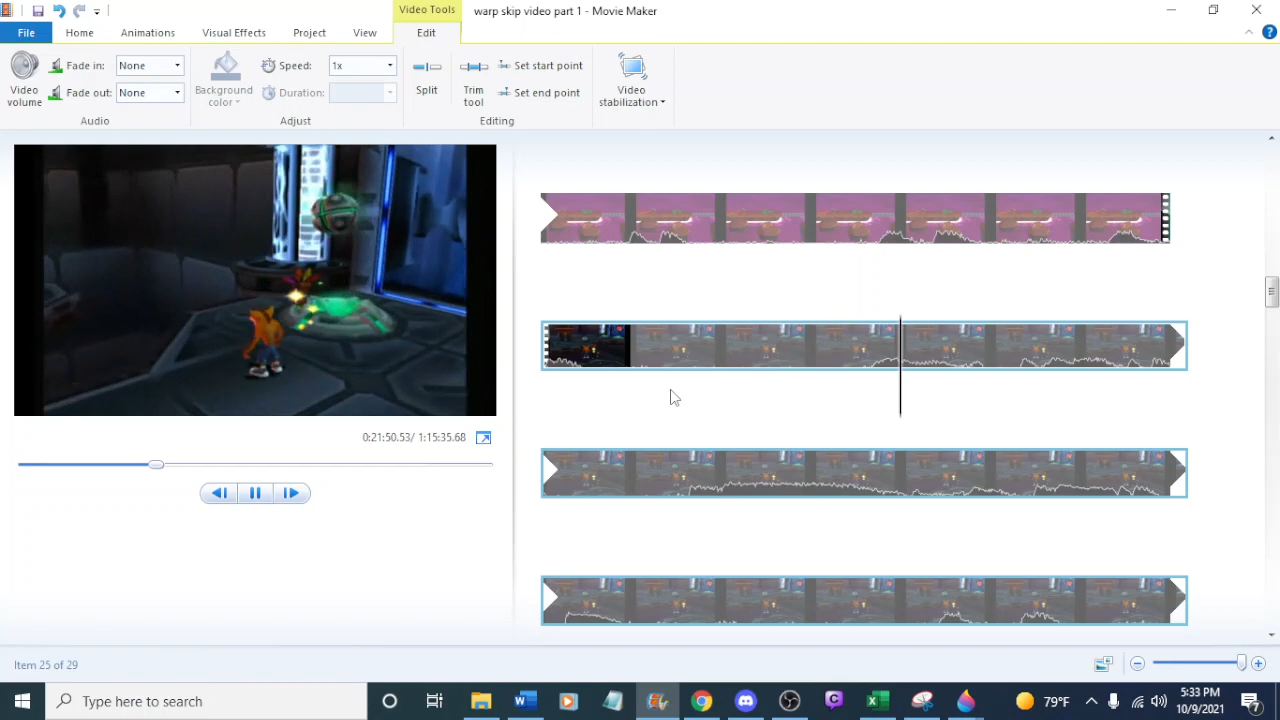 Video Tools
warp skip video part 1 - Movie Maker
File
Home
Animations
Visual Effects
Project
View
Edit
Video volume
Fade in: None
Fade out: None
Audio
Background color
Speed: 1x
Duration:
Adjust
Split
Trim tool
Set start point
Set end point
Editing
Video stabilization
0:21:50.53/ 1:15:35.68
Item 25 of 29
Type here to search
79°F
5:33 PM
10/9/2021
7